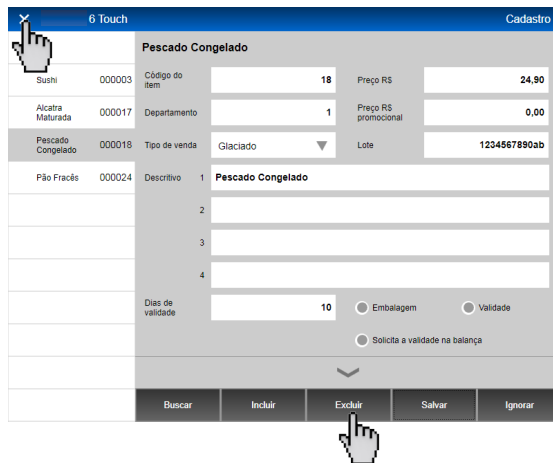 6 Touch
Cadastro
Pescado Congelado
Sushi 000003
Alcatra
Maturada 000017
Pescado
Congelado 000018
Pão Fracês 000024
Código do
item 18
Preço R$ 24,90
Departamento 1
Preço R$
promocional 0,00
Tipo de venda Glaciado
Lote 1234567890ab
Descritivo 1 Pescado Congelado
2
3
4
Dias de
validade 10
Embalagem
Validade
Solicita a validade na balança
Buscar Incluir Excluir Salvar Ignorar